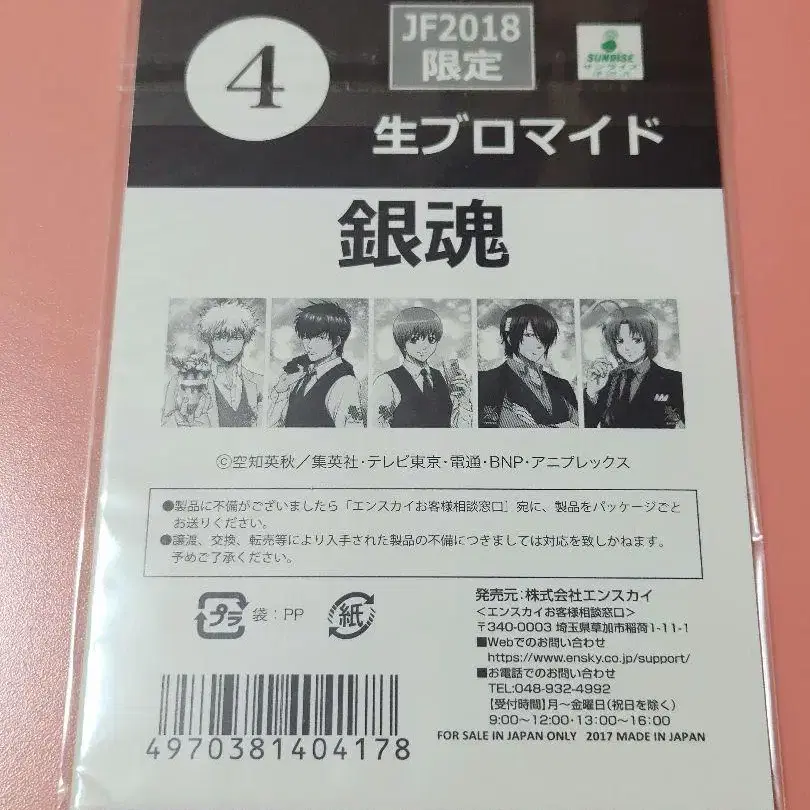 4
JF2018
限定
SUNRISE
生ブロマイド
銀魂
©空知英秋／集英社・テレビ東京・電通・BNP・アニプレックス
●製品に不備がございましたら「エンスカイお客様相談窓口」宛に、製品をパッケージごと
お送りください。
●譲渡、交換、転売等により入手された製品の不備につきましては対応を致しかねます。
予めご了承ください。
プラ
袋：PP
紙
発売元：株式会社エンスカイ
＜エンスカイお客様相談窓口＞
〒340-0003 埼玉県草加市稲荷1-11-1
■Webでのお問い合わせ
https://www.ensky.co.jp/support/
■お電話でのお問い合わせ
TEL:048-932-4992
【受付時間】月～金曜日(祝日を除く)
9:00～12:00・13:00～16:00
FOR SALE IN JAPAN ONLY 2017 MADE IN JAPAN
4970381404178